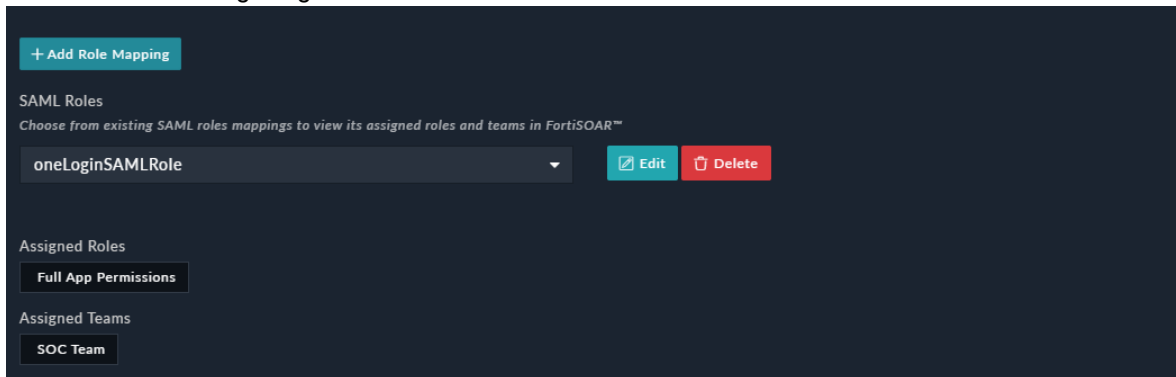 + Add Role Mapping
SAML Roles
Choose from existing SAML roles mappings to view its assigned roles and teams in FortiSOAR™
oneLoginSAMLRole
Edit
Delete
Assigned Roles
Full App Permissions
Assigned Teams
SOC Team